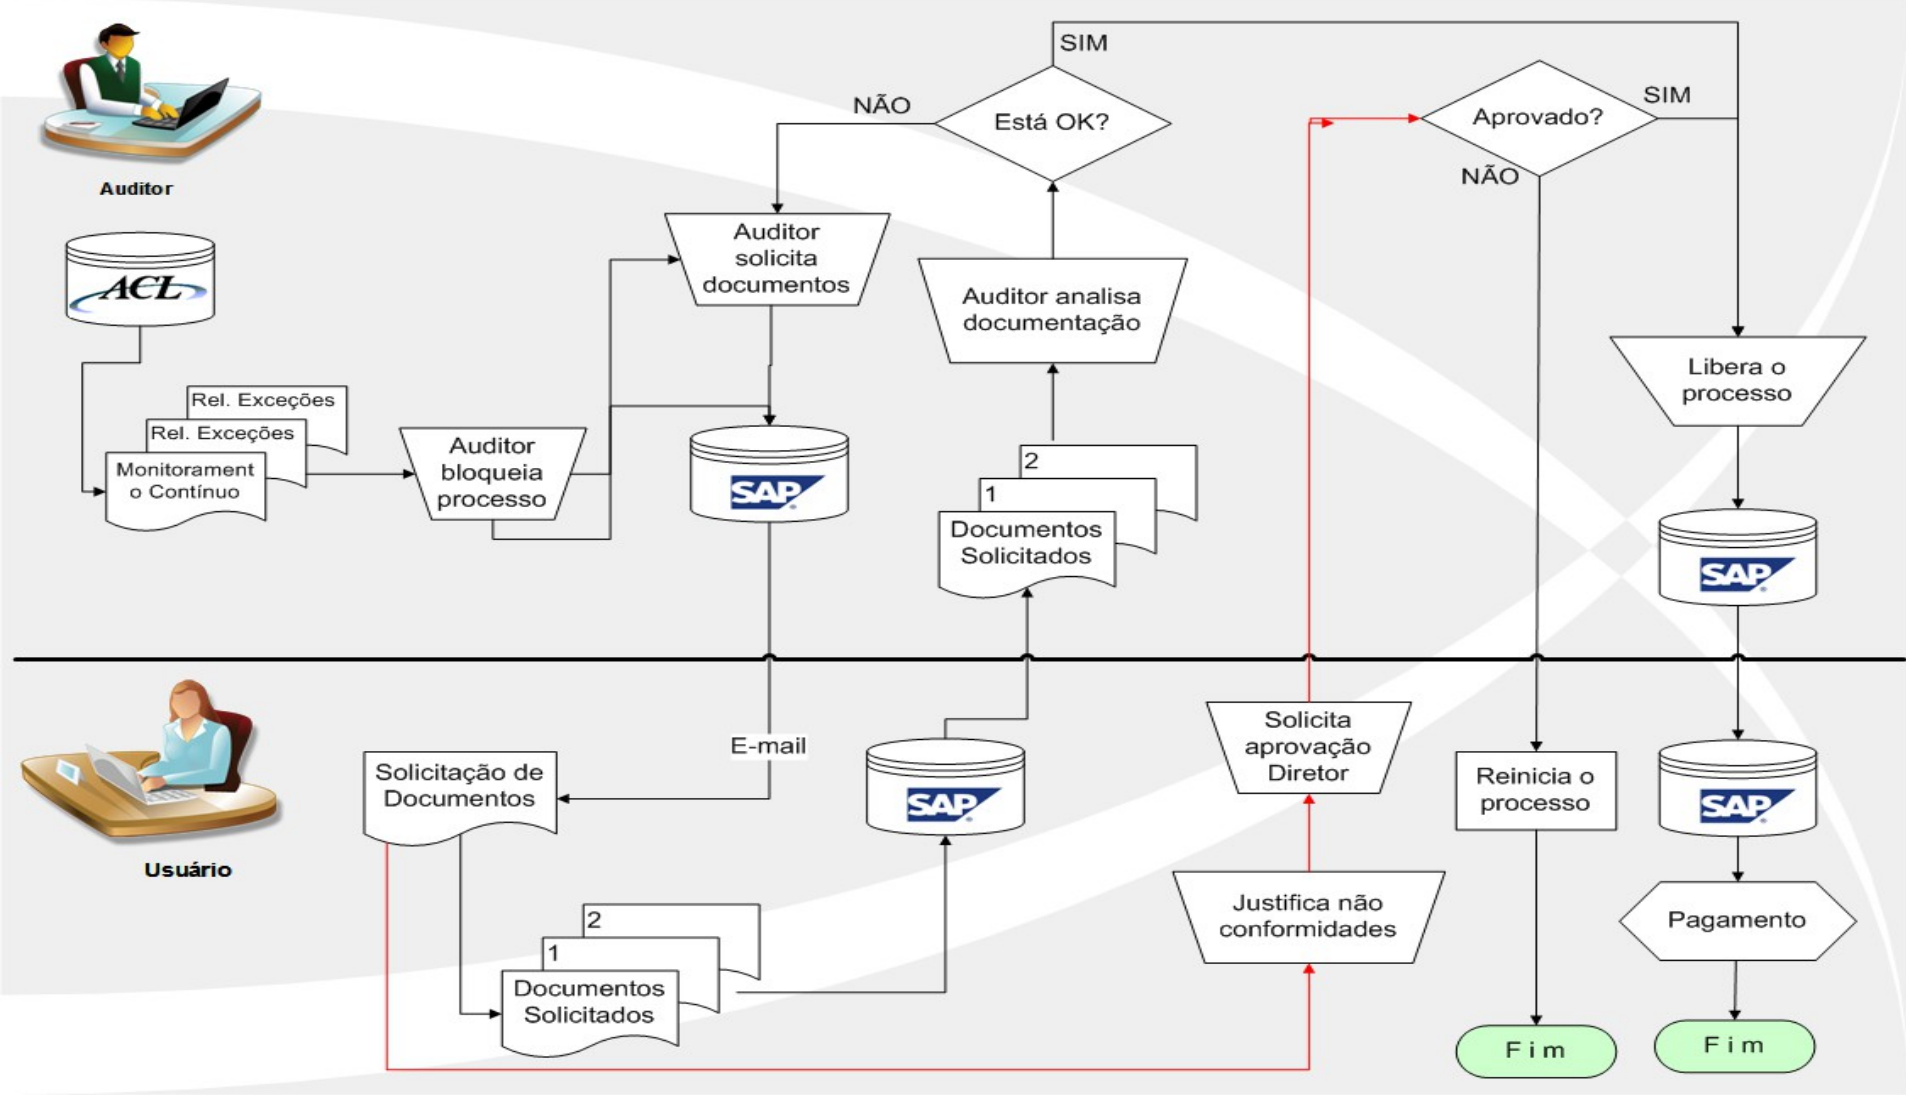 SIM
NÃO
Está OK?
SIM
Aprovado?
NÃO
Auditor
Auditor
solicita
documentos
ACL
Auditor analisa
documentação
Libera o
processo
Rel. Exceções
Rel. Exceções
Monitorament
o Contínuo
Auditor
bloqueia
processo
SAP
2
1
Documentos
Solicitados
SAP
Solicita
aprovação
Diretor
E-mail
Solicitação de
Documentos
SAP
Reinicia o
processo
SAP
Usuário
Justifica não
conformidades
Pagamento
2
1
Documentos
Solicitados
F i m
F i m